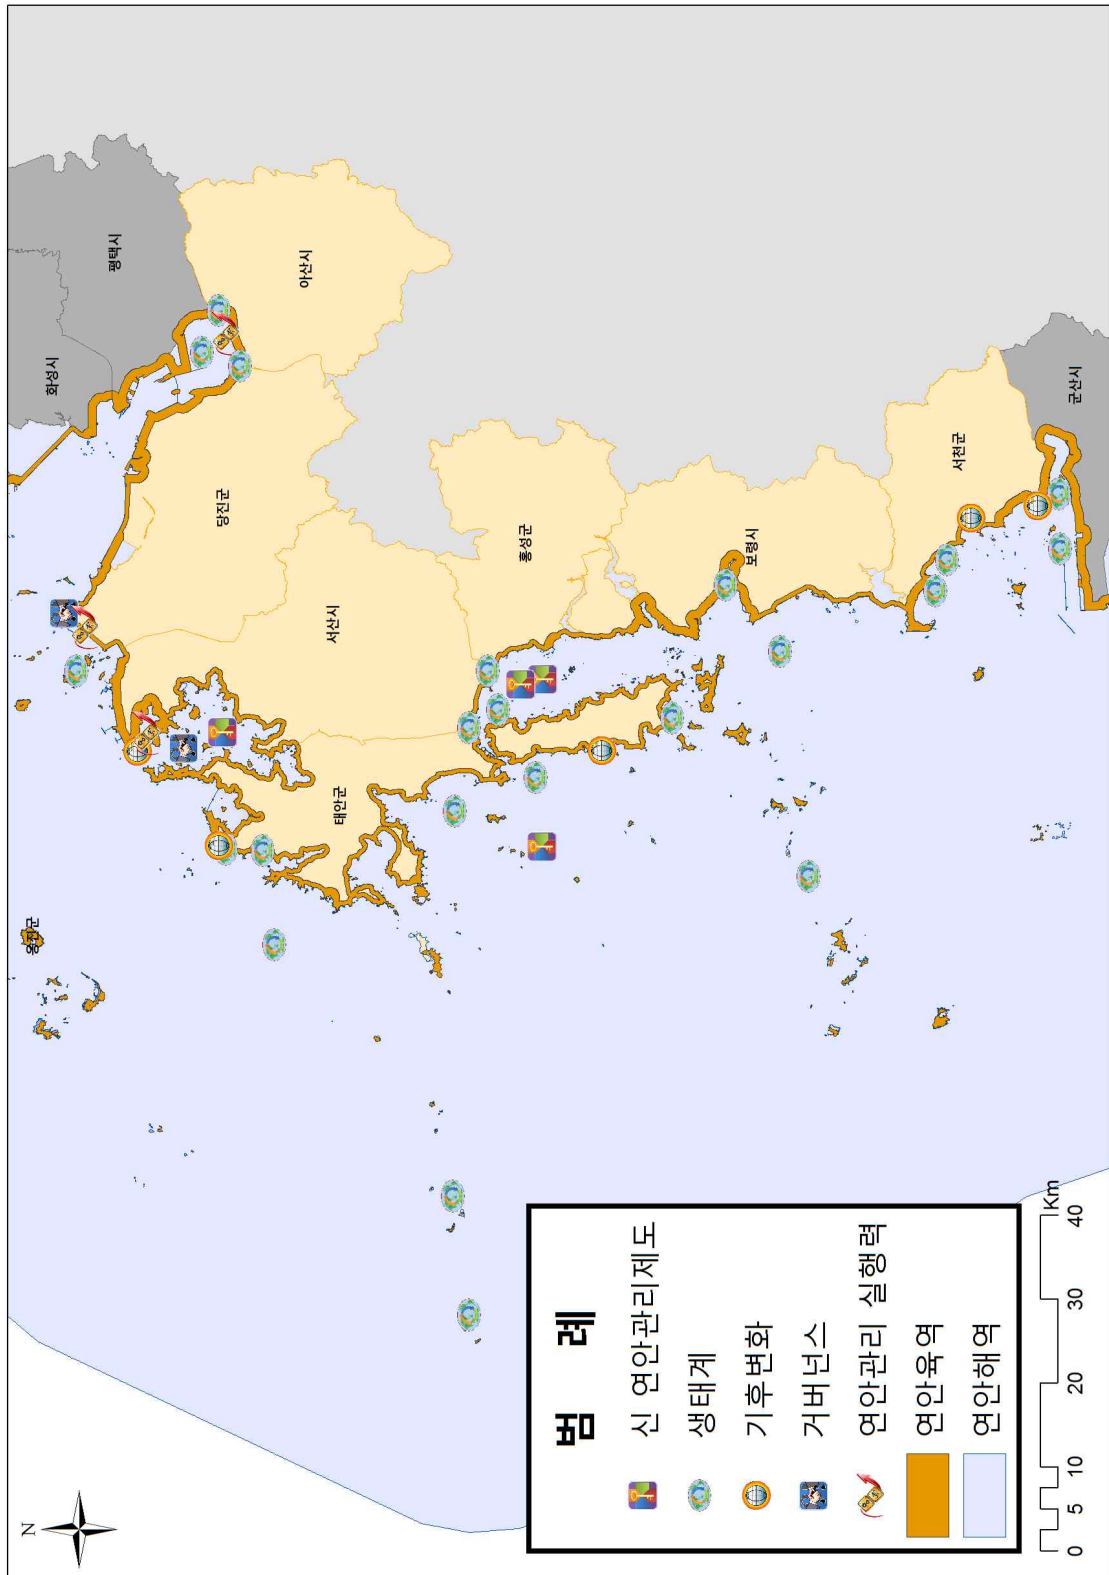 N
화성시
평택시
아산시
당진군
서산시
홍성군
태안군
보령시
서천군
군산시
옹진군
범 례
신 연안관리제도
생태계
기후변화
거버넌스
연안관리 실행력
연안육역
연안해역
0 5 10 20 30 40
Km